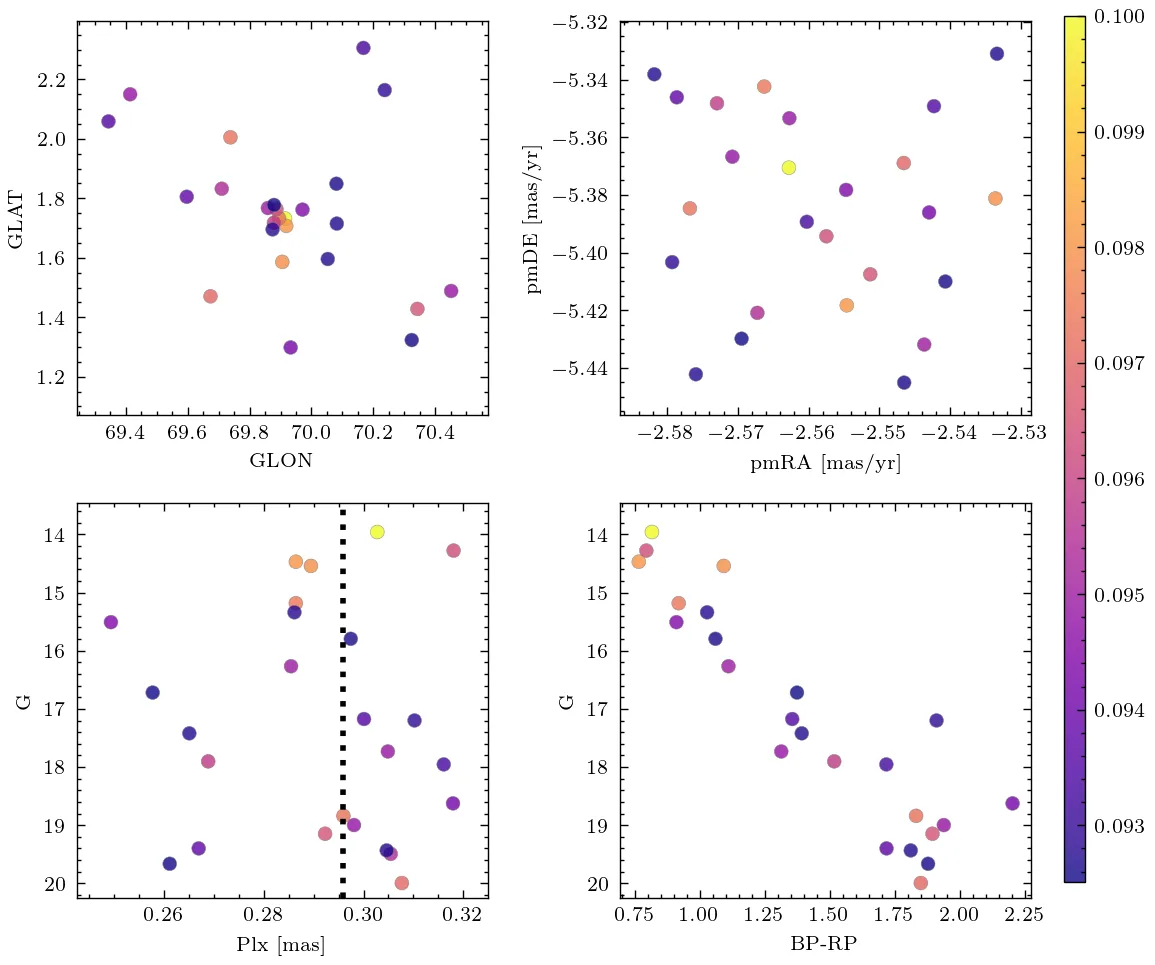 2.2
2.0
1.8
1.6
1.4
1.2
GLAT
69.4 69.6 69.8 70.0 70.2 70.4
GLON
−5.32
−5.34
−5.36
−5.38
−5.40
−5.42
−5.44
pmDE [mas/yr]
−2.58 −2.57 −2.56 −2.55 −2.54 −2.53
pmRA [mas/yr]
14
15
16
17
18
19
20
G
0.26 0.28 0.30 0.32
Plx [mas]
14
15
16
17
18
19
20
G
0.75 1.00 1.25 1.50 1.75 2.00 2.25
BP-RP
0.100
0.099
0.098
0.097
0.096
0.095
0.094
0.093